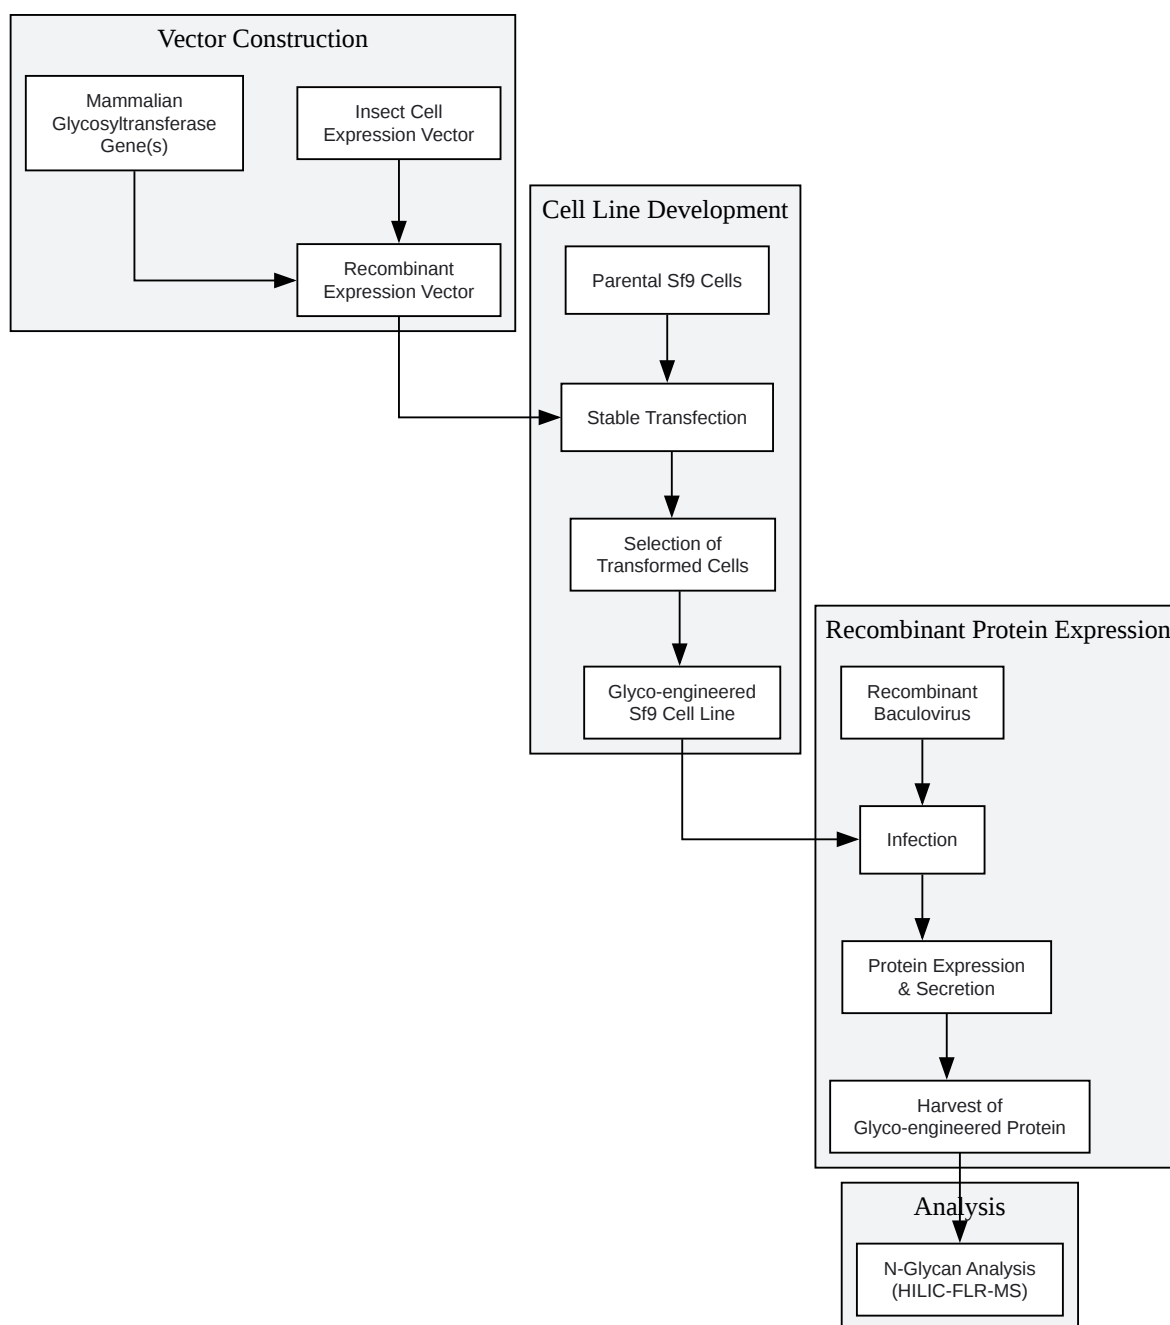 Vector Construction
Mammalian
Glycosyltransferase
Gene(s)
Insect Cell
Expression Vector
Recombinant
Expression Vector
Cell Line Development
Parental Sf9 Cells
Stable Transfection
Selection of
Transformed Cells
Glyco-engineered
Sf9 Cell Line
Recombinant Protein Expression
Recombinant
Baculovirus
Infection
Protein Expression
& Secretion
Harvest of
Glyco-engineered Protein
Analysis
N-Glycan Analysis
(HILIC-FLR-MS)